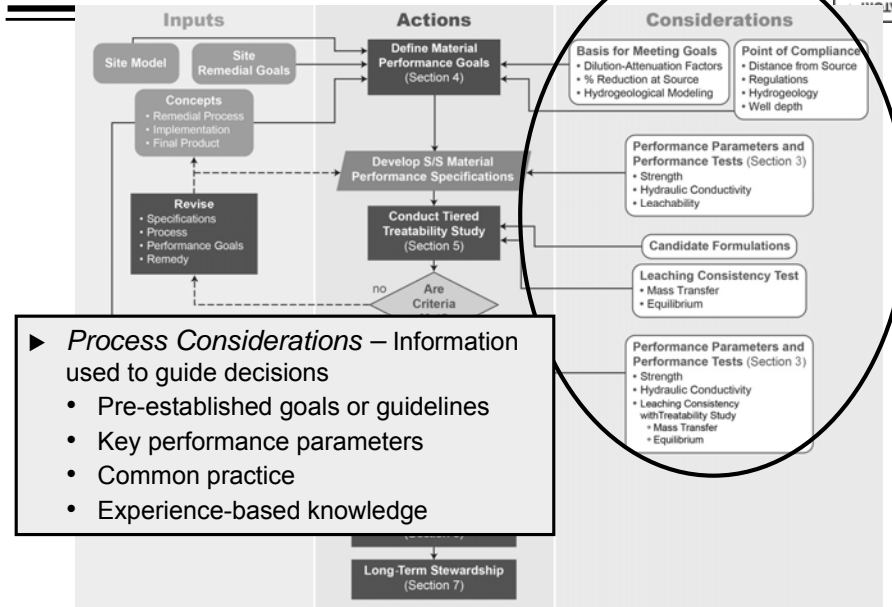 Inputs
Actions
Considerations
Site Model
Site
Remedial Goals
Concepts
• Remedial Process
• Implementation
• Final Product
Revise
• Specifications
• Process
• Performance Goals
• Remedy
Define Material
Performance Goals
(Section 4)
Develop S/S Material
Performance Specifications
Conduct Tiered
Treatability Study
(Section 5)
no
Are
Criteria
Basis for Meeting Goals
• Dilution-Attenuation Factors
• % Reduction at Source
• Hydrogeological Modeling
Point of Compliance
• Distance from Source
• Regulations
• Hydrogeology
• Well depth
Performance Parameters and
Performance Tests (Section 3)
• Strength
• Hydraulic Conductivity
• Leachability
Candidate Formulations
Leaching Consistency Test
• Mass Transfer
• Equilibrium
Performance Parameters and
Performance Tests (Section 3)
• Strength
• Hydraulic Conductivity
• Leaching Consistency
withTreatability Study
• Mass Transfer
• Equilibrium
► Process Considerations – Information
used to guide decisions
• Pre-established goals or guidelines
• Key performance parameters
• Common practice
• Experience-based knowledge
Long-Term Stewardship
(Section 7)